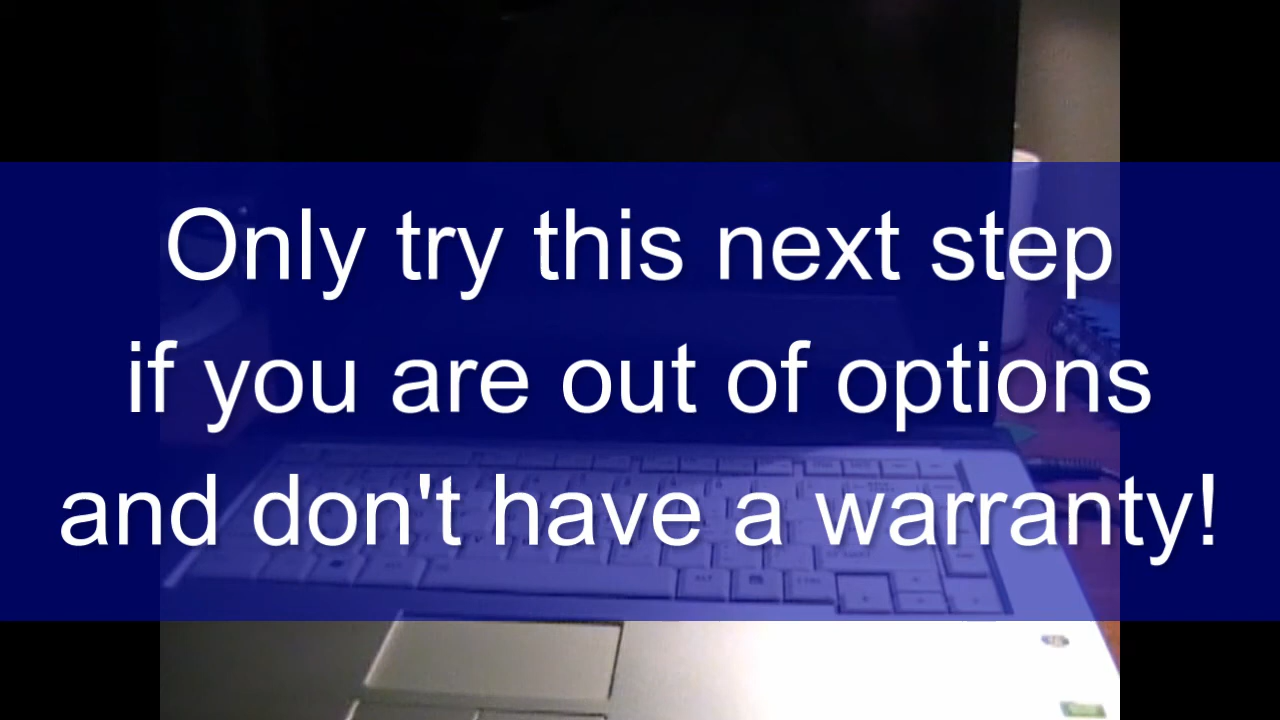 Only try this next step
if you are out of options
and don't have a warranty!